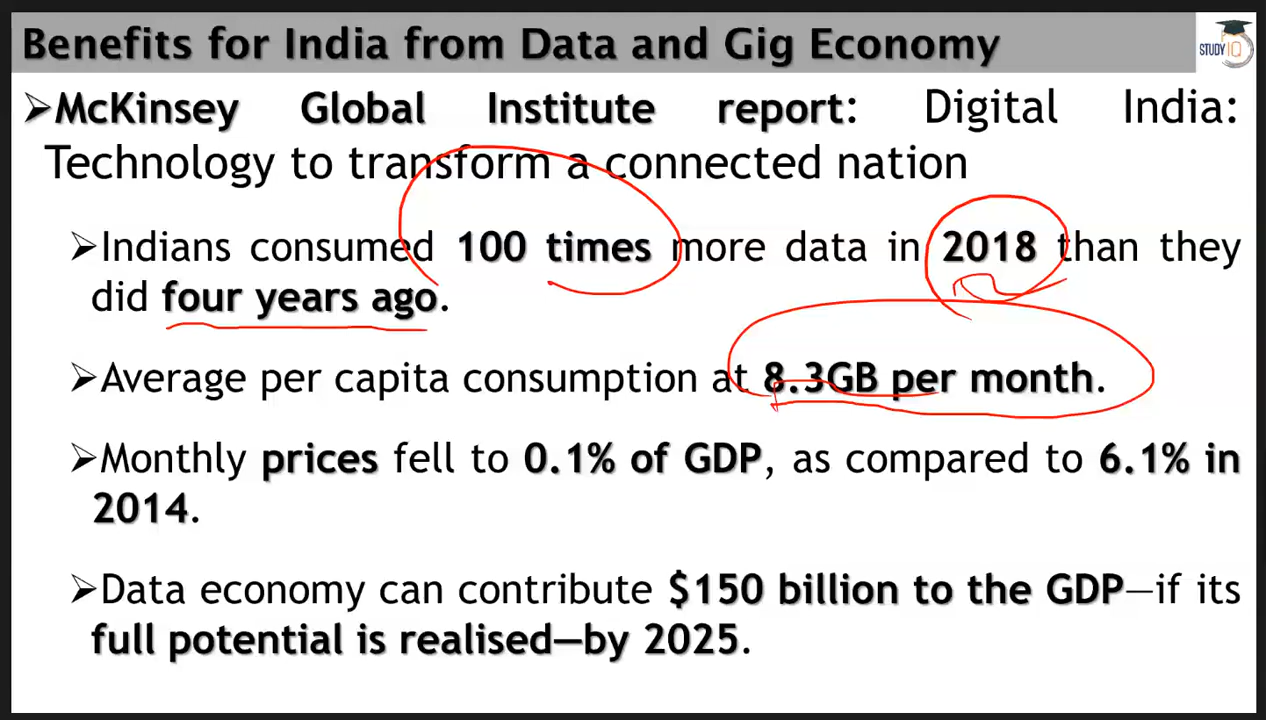 Benefits for India from Data and Gig Economy
STUDY IQ
➢McKinsey Global Institute report: Digital India:
Technology to transform a connected nation
➢Indians consumed 100 times more data in 2018 than they
did four years ago.
➢Average per capita consumption at 8.3GB per month.
➢Monthly prices fell to 0.1% of GDP, as compared to 6.1% in
2014.
➢Data economy can contribute $150 billion to the GDP—if its
full potential is realised—by 2025.